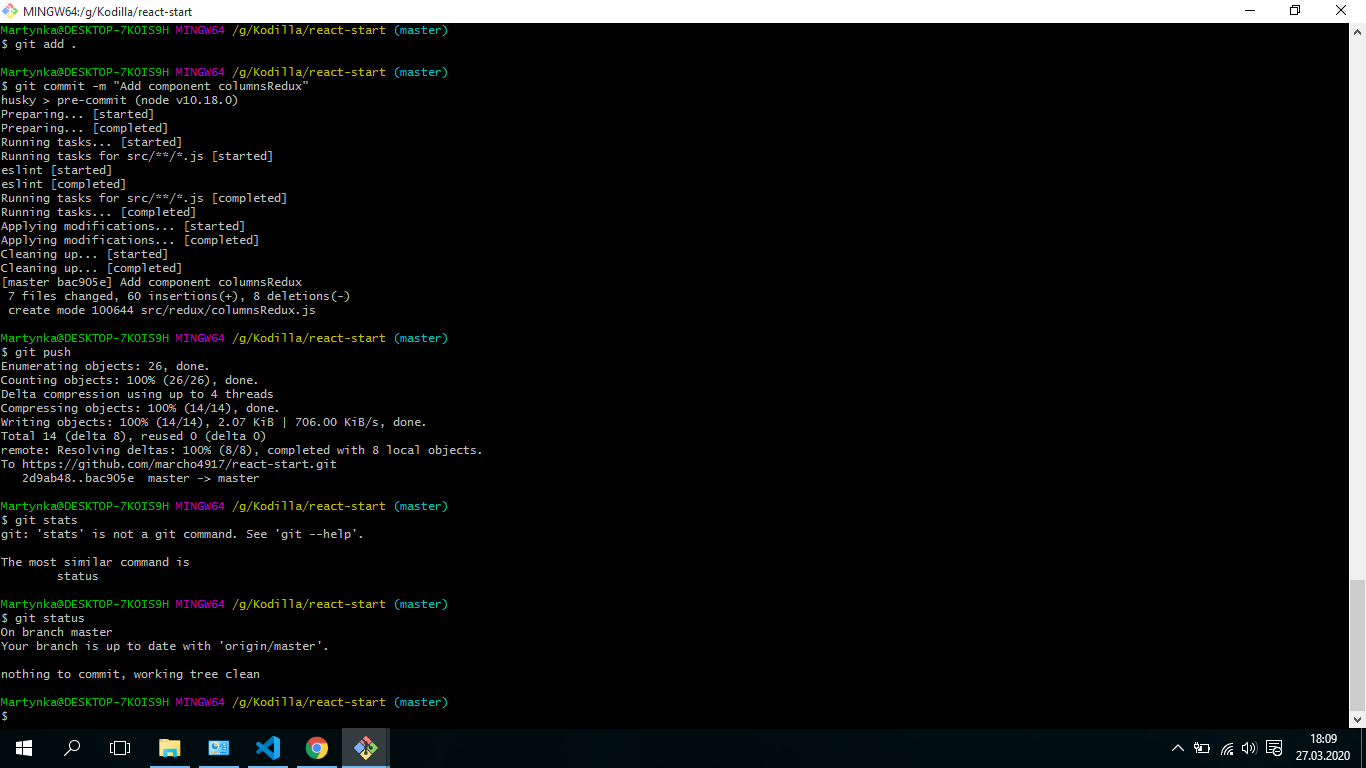 MINGW64:/g/Kodilla/react-start
Martynka@DESKTOP-7KOIS9H MINGW64 /g/Kodilla/react-start (master)
$ git add .
Martynka@DESKTOP-7KOIS9H MINGW64 /g/Kodilla/react-start (master)
$ git commit -m "Add component columnsRedux"
husky > pre-commit (node v10.18.0)
Preparing... [started]
Preparing... [completed]
Running tasks... [started]
Running tasks for src/**/*.js [started]
eslint [started]
eslint [completed]
Running tasks for src/**/*.js [completed]
Running tasks... [completed]
Applying modifications... [started]
Applying modifications... [completed]
Cleaning up... [started]
Cleaning up... [completed]
[master bac905e] Add component columnsRedux
 7 files changed, 60 insertions(+), 8 deletions(-)
 create mode 100644 src/redux/columnsRedux.js
Martynka@DESKTOP-7KOIS9H MINGW64 /g/Kodilla/react-start (master)
$ git push
Enumerating objects: 26, done.
Counting objects: 100% (26/26), done.
Delta compression using up to 4 threads
Compressing objects: 100% (14/14), done.
Writing objects: 100% (14/14), 2.07 KiB | 706.00 KiB/s, done.
Total 14 (delta 8), reused 0 (delta 0)
remote: Resolving deltas: 100% (8/8), completed with 8 local objects.
To https://github.com/marcho4917/react-start.git
   2d9ab48..bac905e  master -> master
Martynka@DESKTOP-7KOIS9H MINGW64 /g/Kodilla/react-start (master)
$ git stats
git: 'stats' is not a git command. See 'git --help'.
The most similar command is
        status
Martynka@DESKTOP-7KOIS9H MINGW64 /g/Kodilla/react-start (master)
$ git status
On branch master
Your branch is up to date with 'origin/master'.
nothing to commit, working tree clean
Martynka@DESKTOP-7KOIS9H MINGW64 /g/Kodilla/react-start (master)
$
18:09
27.03.2020